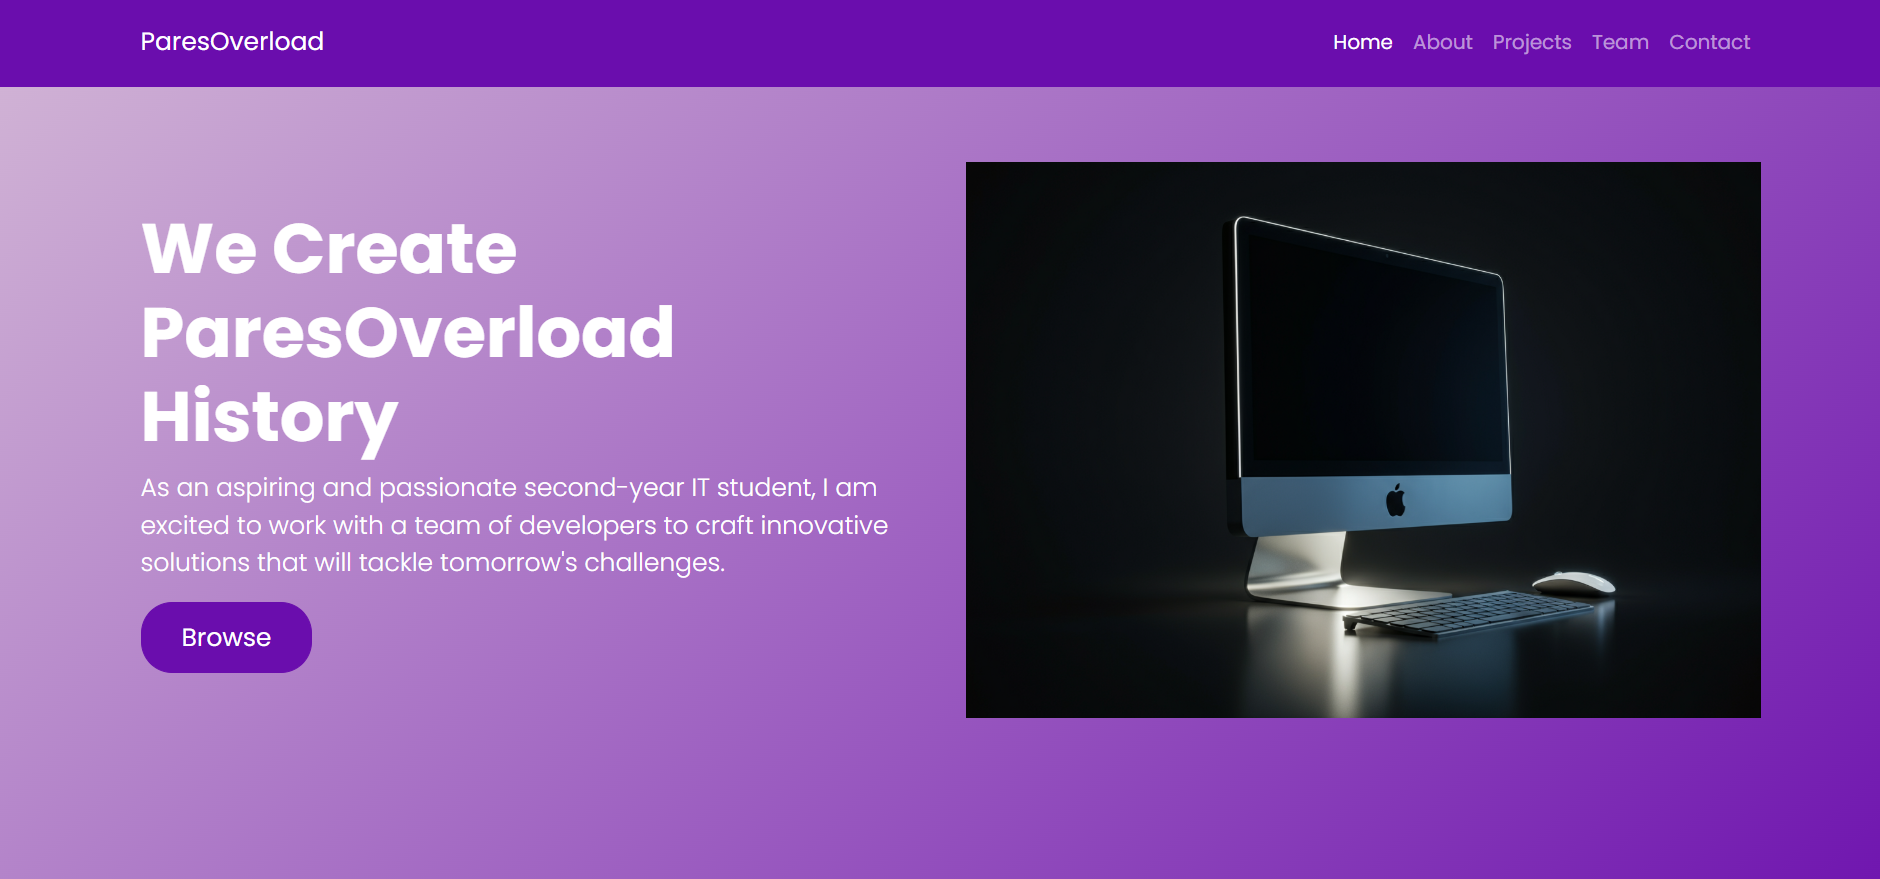 ParesOverload
Home About Projects Team Contact
We Create
ParesOverload
History
As an aspiring and passionate second-year IT student, I am
excited to work with a team of developers to craft innovative
solutions that will tackle tomorrow's challenges.
Browse